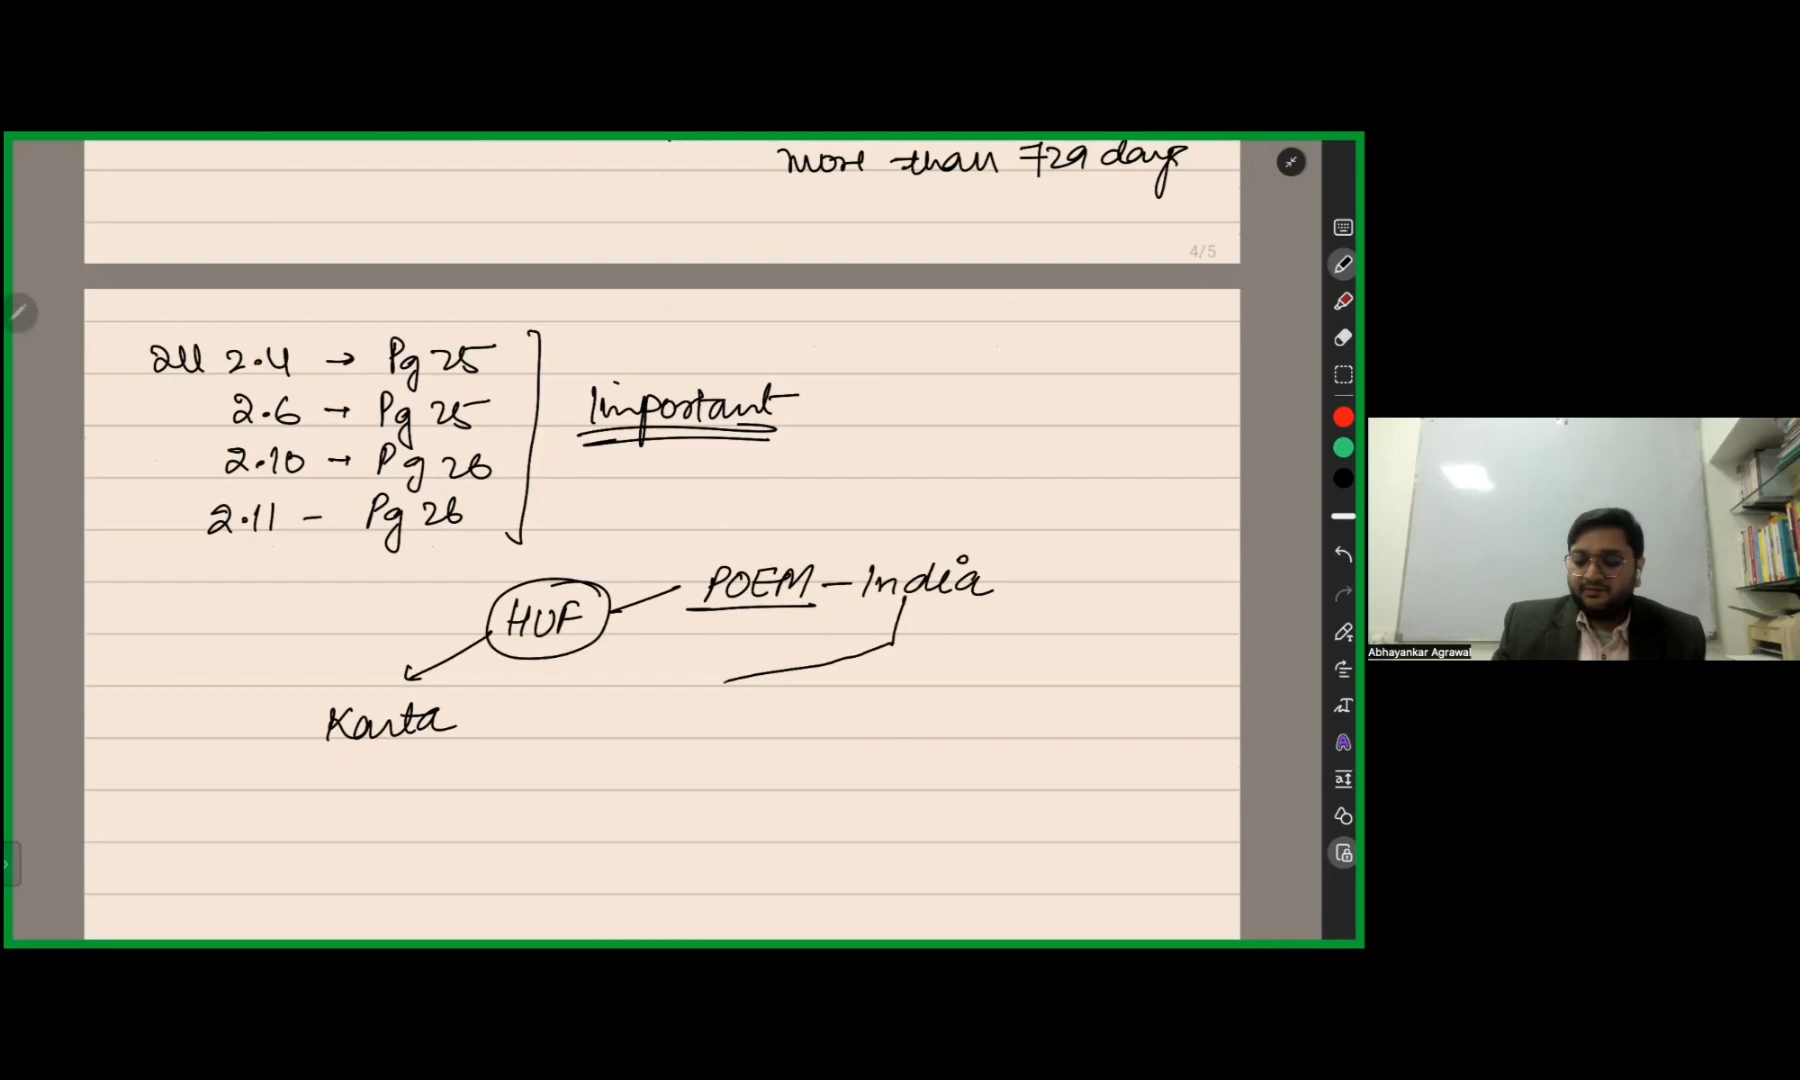 more than 729 days
4/5
ill 2.4 → Pg 25
2.6 → Pg 25
2.10 → Pg 26
2.11 - Pg 26
Important
POEM - India
HUF
Karta
Abhayankar Agrawal